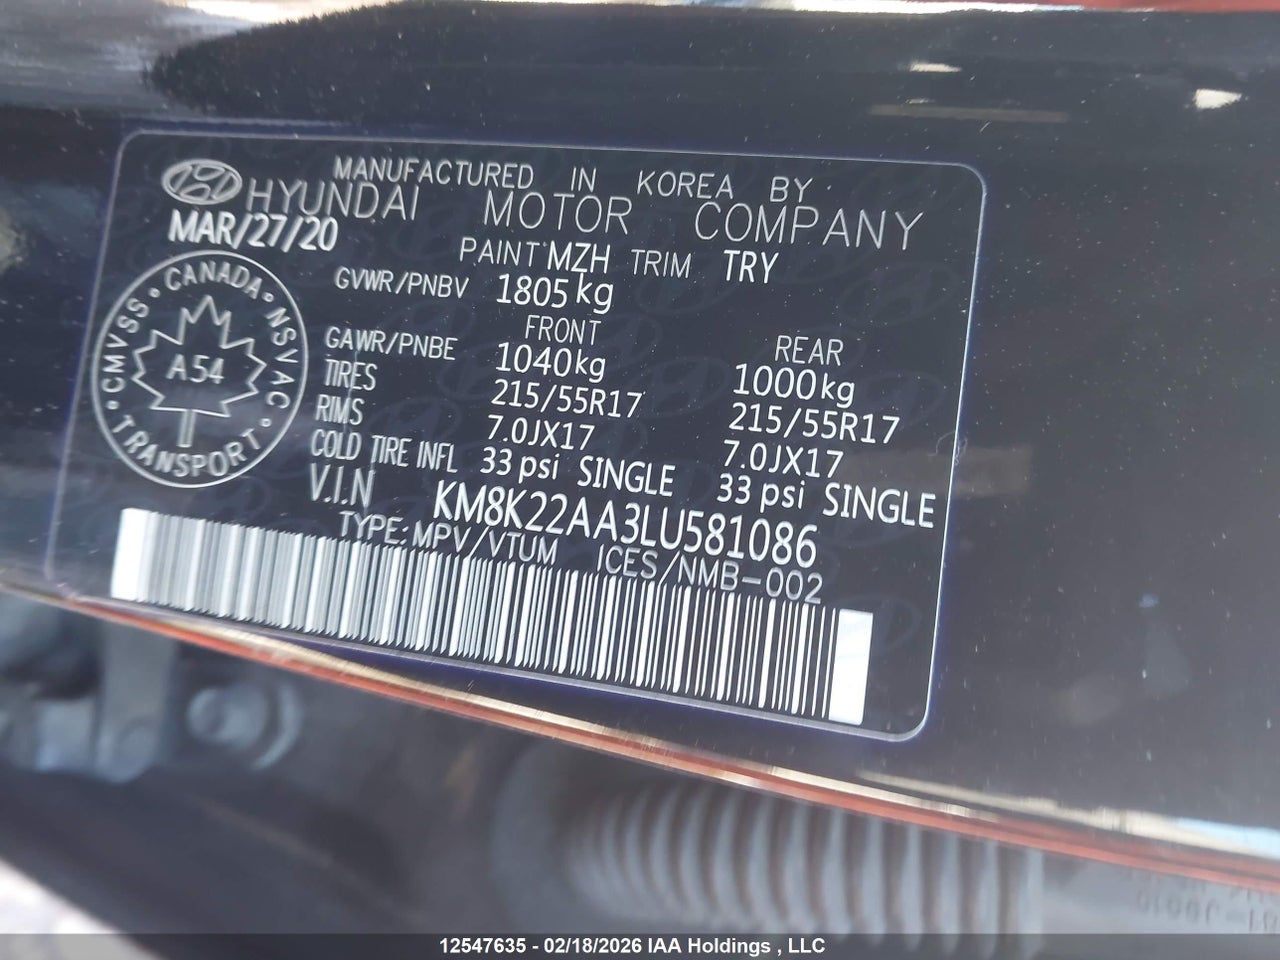 MANUFACTURED IN KOREA BY
HYUNDAI MOTOR COMPANY
MAR/27/20
PAINT MZH TRIM TRY
GVWR/PNBV 1805kg
FRONT REAR
GAWR/PNBE 1040kg 1000kg
TIRES 215/55R17 215/55R17
RIMS 7.0JX17 7.0JX17
COLD TIRE INFL 33 psi SINGLE 33 psi SINGLE
V.I.N KM8K22AA3LU581086
TYPE:MPV/VTUM ICES/NMB-002
CANADA • NSVAC • TRANSPORT • CMVSS •
A54
12547635 - 02/18/2026 IAA Holdings , LLC